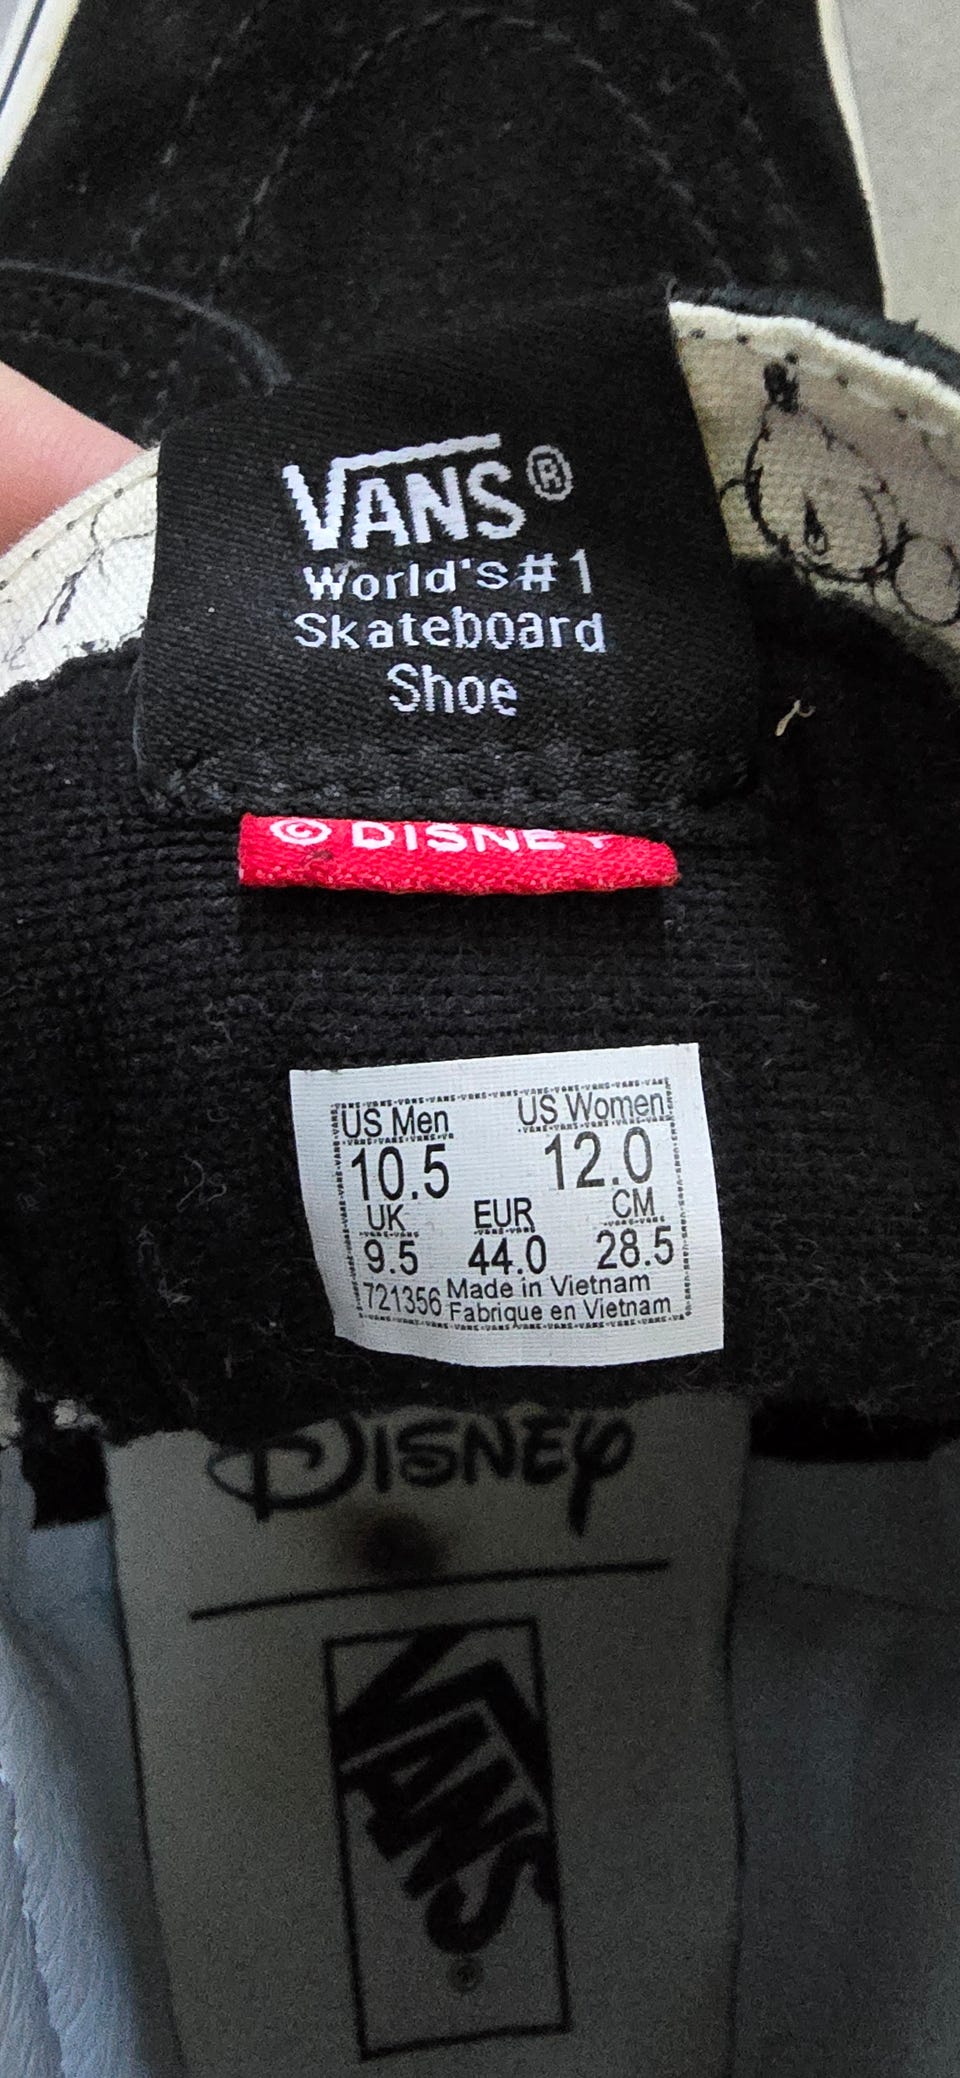 VANS®
World's #1
Skateboard
Shoe
© DISNEY
US Men US Women
10.5 12.0
UK EUR CM
9.5 44.0 28.5
721356 Made in Vietnam
Fabrique en Vietnam
DISNEY
VANS
®